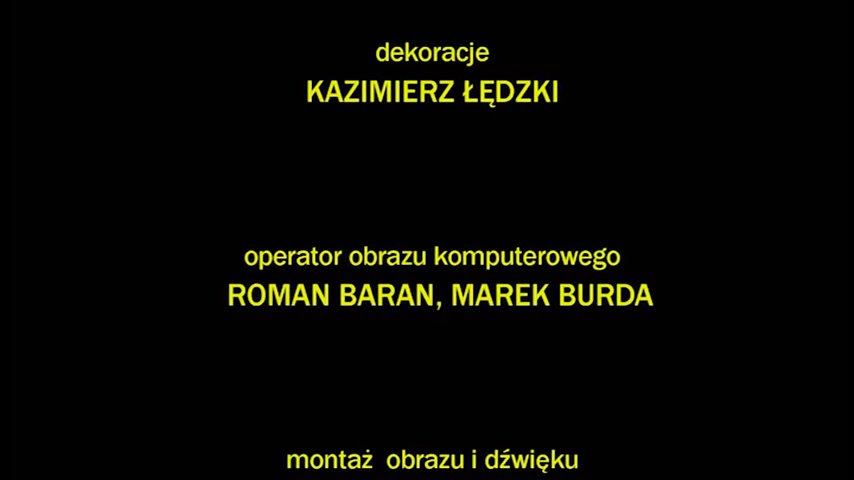 dekoracje
KAZIMIERZ ŁĘDZKI
operator obrazu komputerowego
ROMAN BARAN, MAREK BURDA
montaż obrazu i dźwięku